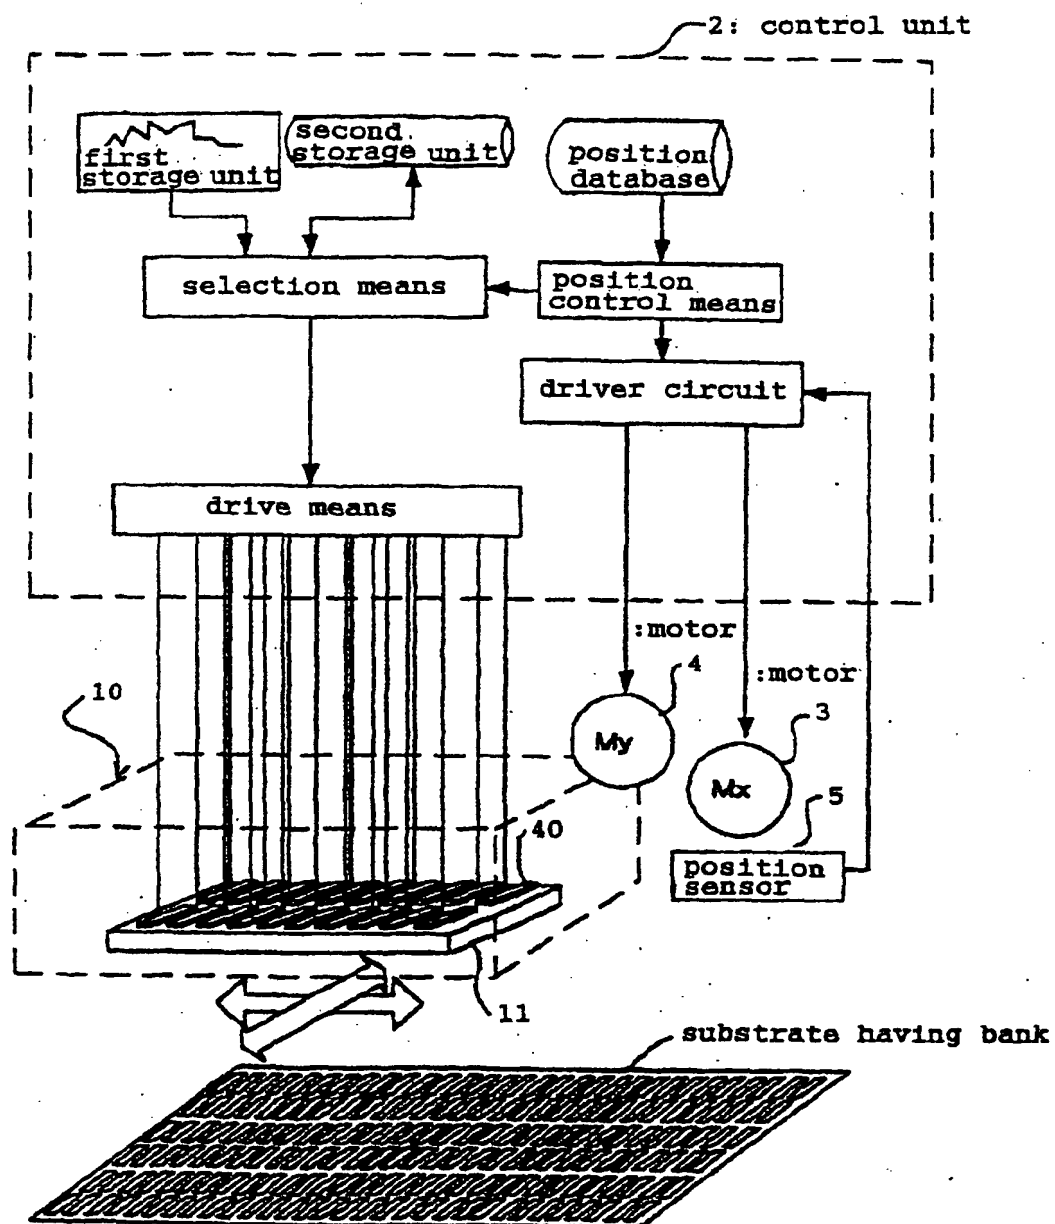 2: control unit
first
storage unit
second.
storage unit
position
database
selection means
position
control means
driver circuit
drive means
:motor
4
:motor
10
3
My
Mx
5
40
position
sensor
11
substrate having bank